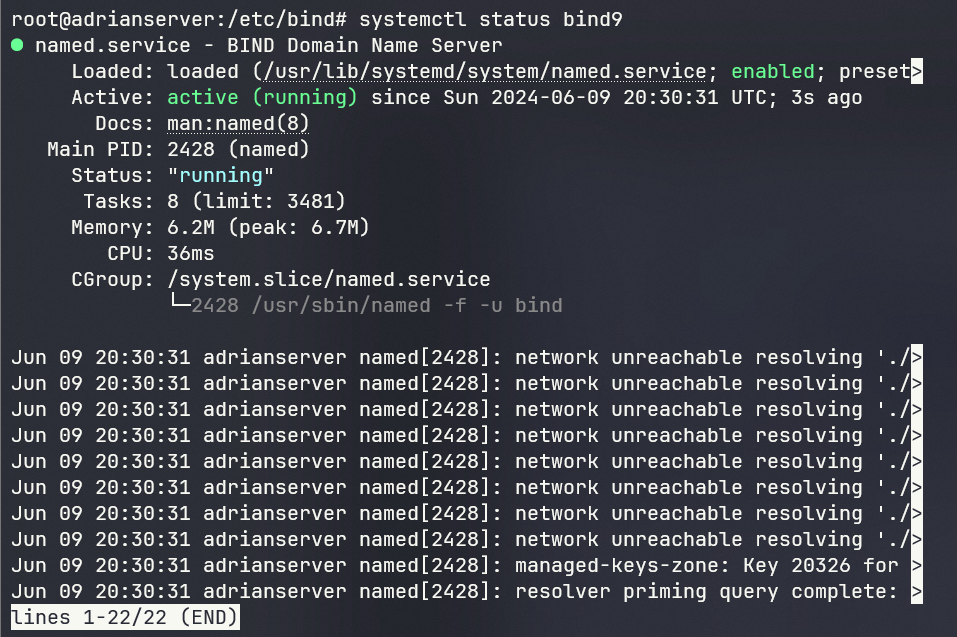 root@adrianserver:/etc/bind# systemctl status bind9
● named.service - BIND Domain Name Server
     Loaded: loaded (/usr/lib/systemd/system/named.service; enabled; preset>
     Active: active (running) since Sun 2024-06-09 20:30:31 UTC; 3s ago
       Docs: man:named(8)
   Main PID: 2428 (named)
     Status: "running"
      Tasks: 8 (limit: 3481)
     Memory: 6.2M (peak: 6.7M)
        CPU: 36ms
     CGroup: /system.slice/named.service
             └─2428 /usr/sbin/named -f -u bind

Jun 09 20:30:31 adrianserver named[2428]: network unreachable resolving './>
Jun 09 20:30:31 adrianserver named[2428]: network unreachable resolving './>
Jun 09 20:30:31 adrianserver named[2428]: network unreachable resolving './>
Jun 09 20:30:31 adrianserver named[2428]: network unreachable resolving './>
Jun 09 20:30:31 adrianserver named[2428]: network unreachable resolving './>
Jun 09 20:30:31 adrianserver named[2428]: network unreachable resolving './>
Jun 09 20:30:31 adrianserver named[2428]: network unreachable resolving './>
Jun 09 20:30:31 adrianserver named[2428]: network unreachable resolving './>
Jun 09 20:30:31 adrianserver named[2428]: managed-keys-zone: Key 20326 for >
Jun 09 20:30:31 adrianserver named[2428]: resolver priming query complete: >
lines 1-22/22 (END)